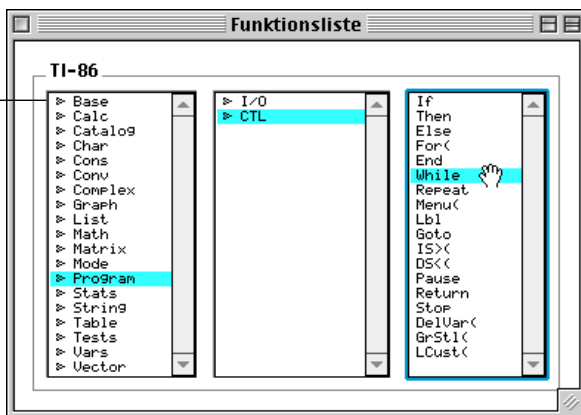 Funktionsliste
TI-86
Base
Calc
Catalog
Char
Cons
Conv
Complex
Graph
List
Math
Matrix
Mode
Program
Stats
String
Table
Tests
Vars
Vector
I/O
CTL
If
Then
Else
For(
End
While
Repeat
Menu(
Lbl
Goto
IS>(
DS<(
Pause
Return
Stop
DelVar(
GrStl(
LCust(